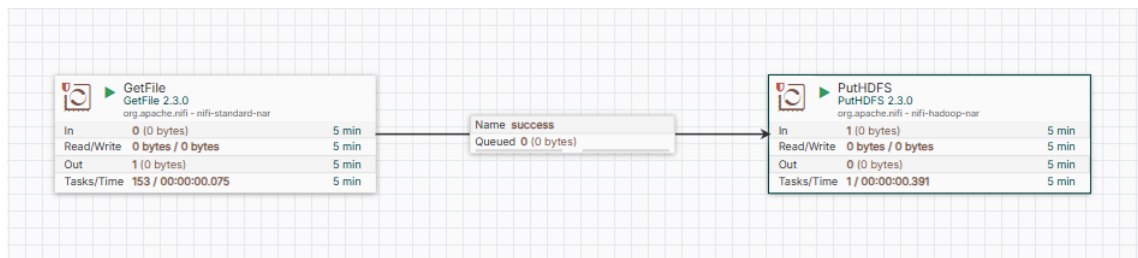 GetFile
GetFile 2.3.0
org.apache.nifi - nifi-standard-nar
In 0 (0 bytes) 5 min
Read/Write 0 bytes / 0 bytes 5 min
Out 1 (0 bytes) 5 min
Tasks/Time 153 / 00:00:00.075 5 min
Name success
Queued 0 (0 bytes)
PutHDFS
PutHDFS 2.3.0
org.apache.nifi - nifi-hadoop-nar
In 1 (0 bytes) 5 min
Read/Write 0 bytes / 0 bytes 5 min
Out 0 (0 bytes) 5 min
Tasks/Time 1 / 00:00:00.391 5 min